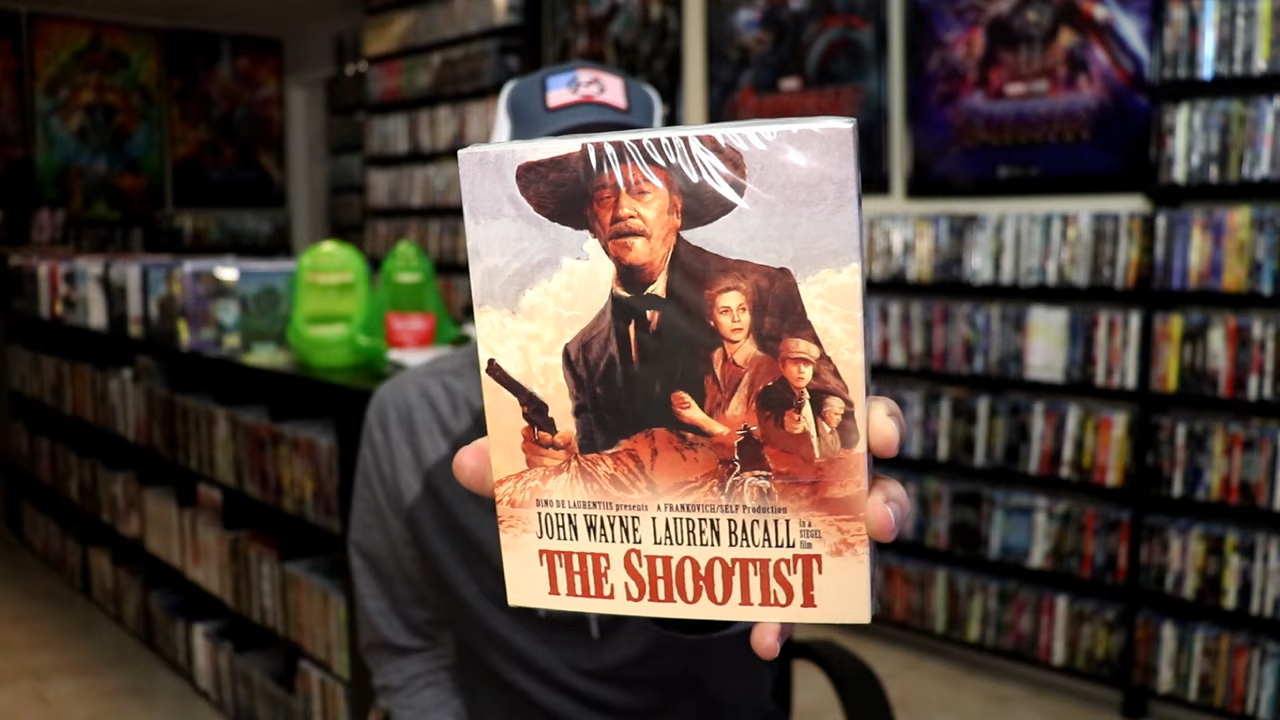 DINO DE LAURENTIIS presents A FRANKOVICH/SELF Production
JOHN WAYNE LAUREN BACALL in a SIEGEL film
THE SHOOTIST